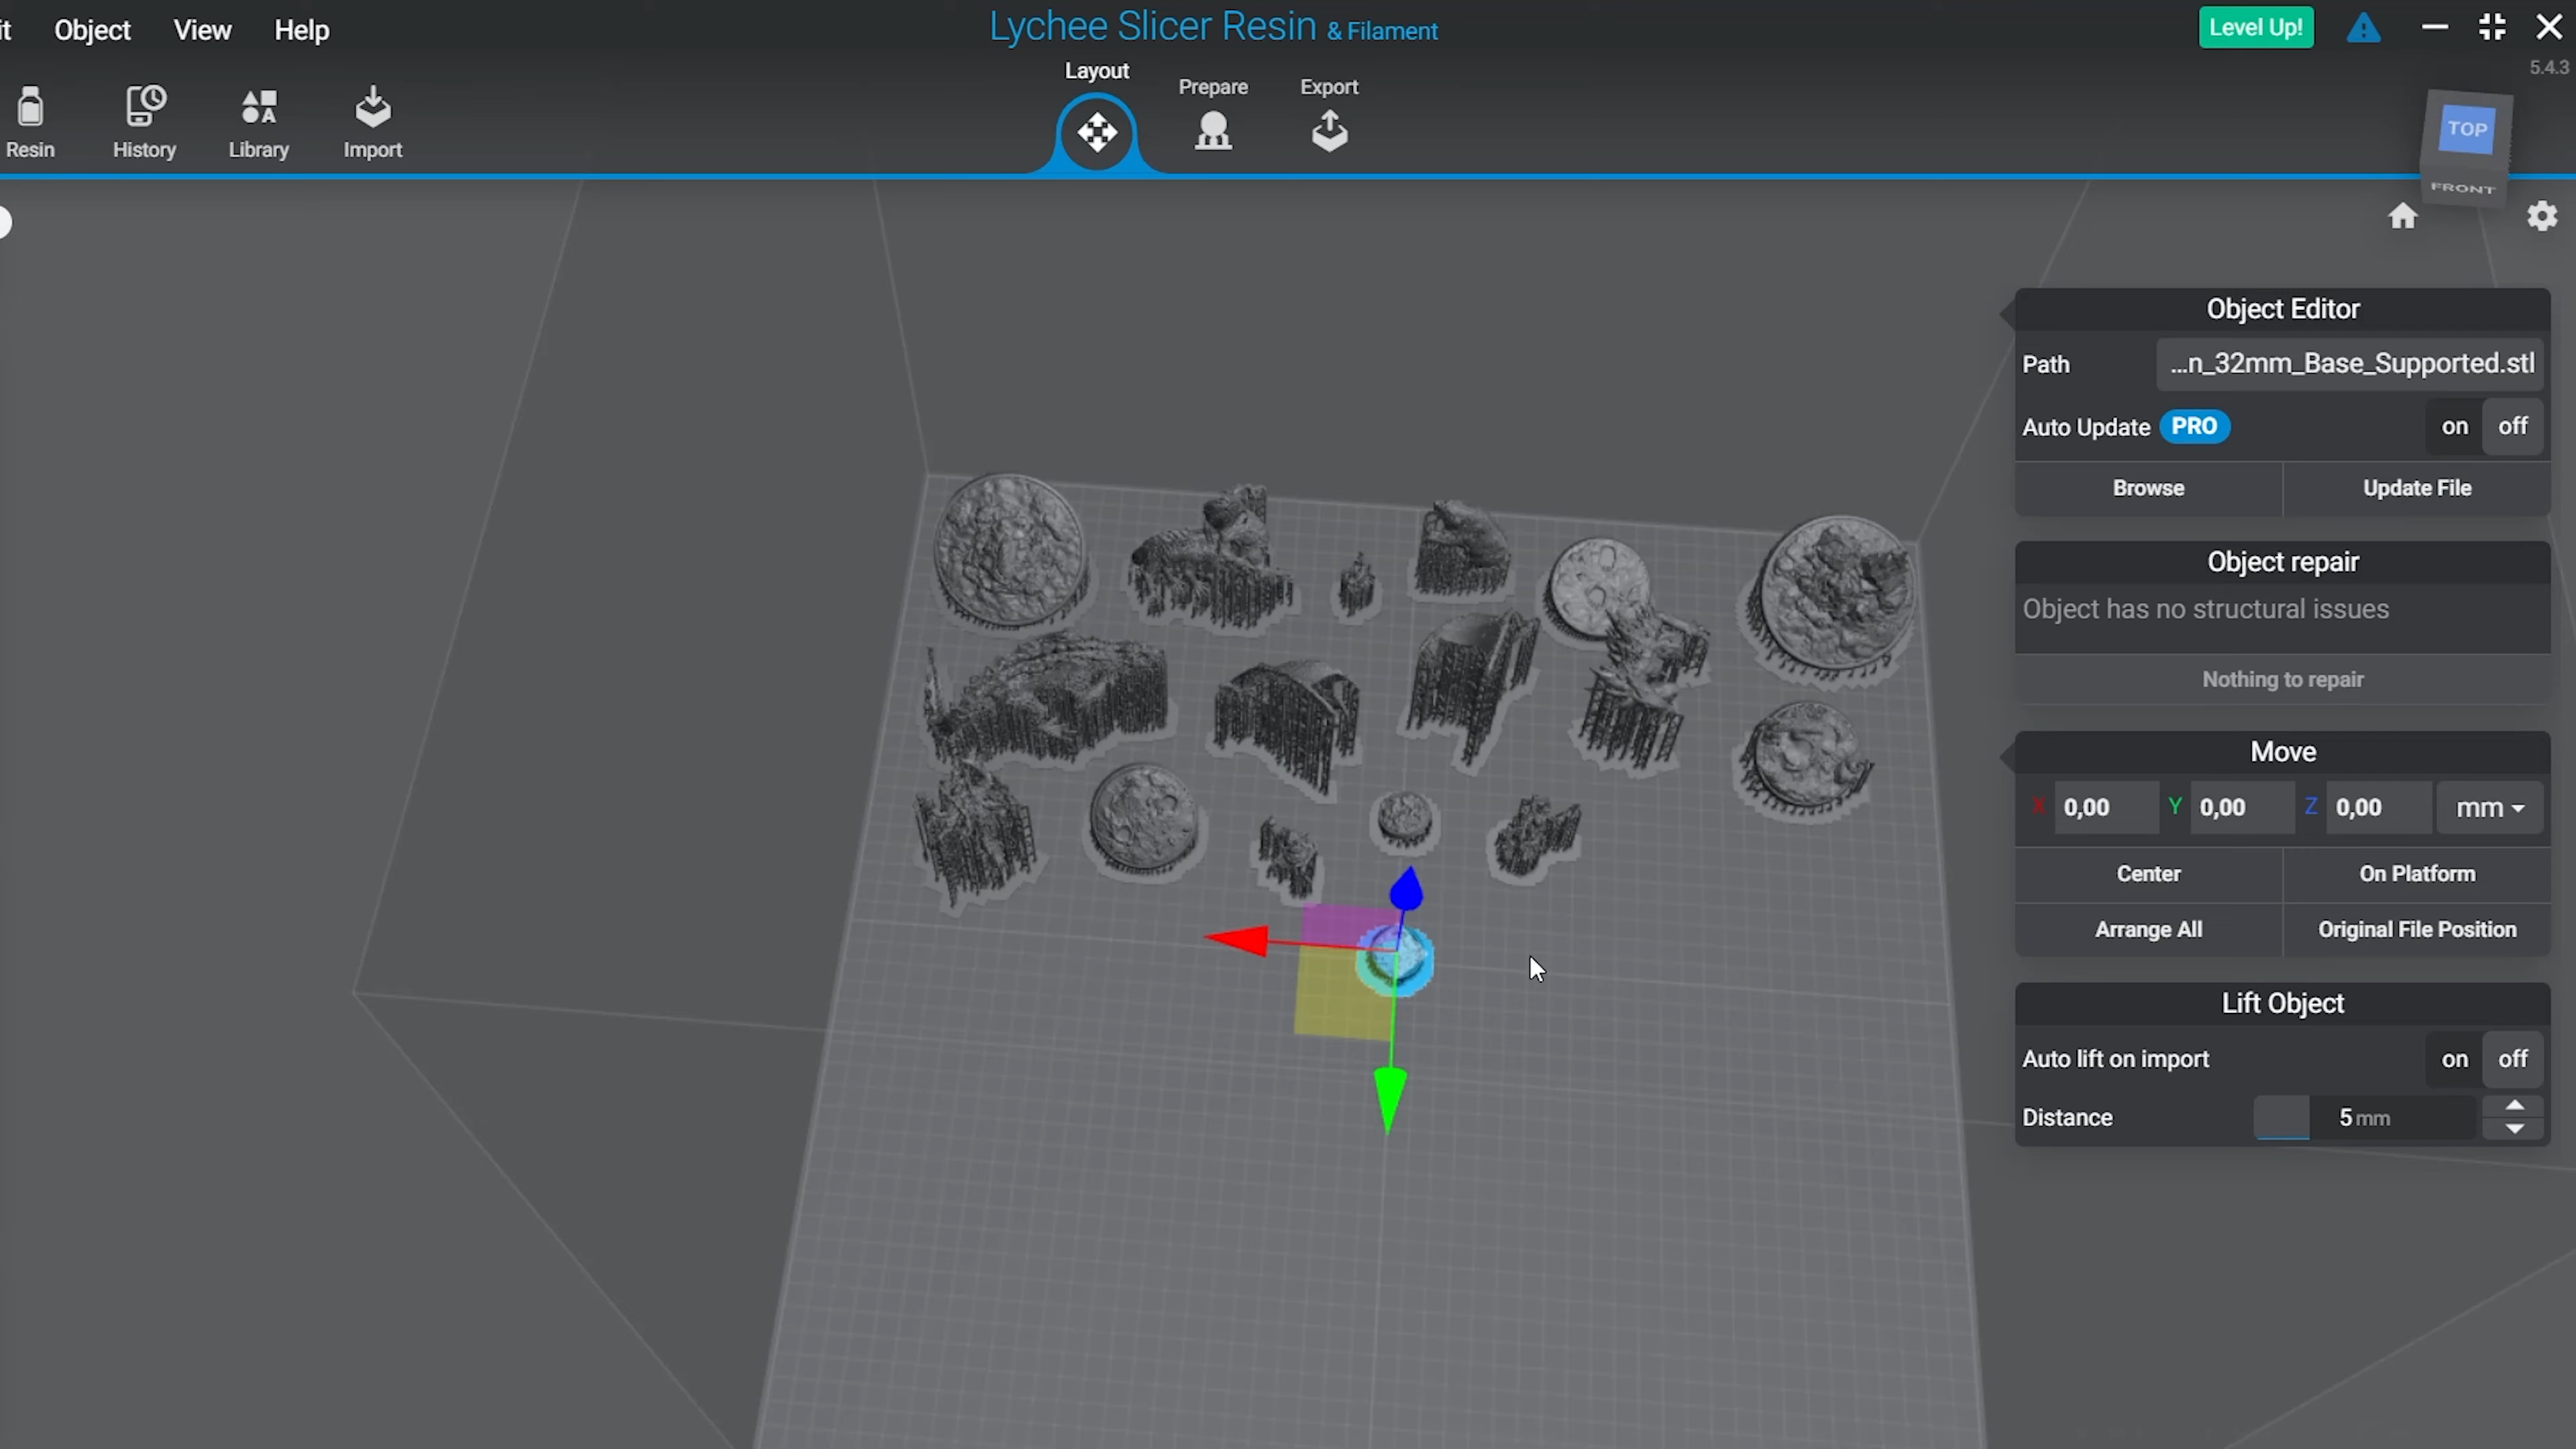 it Object View Help
Lychee Slicer Resin & Filament
Level Up!
5.4.3
Resin
History
Library
Import
Layout
Prepare
Export
TOP
FRONT
Object Editor
Path ...n_32mm_Base_Supported.stl
Auto Update PRO on off
Browse Update File
Object repair
Object has no structural issues
Nothing to repair
Move
X 0,00 Y 0,00 Z 0,00 mm
Center On Platform
Arrange All Original File Position
Lift Object
Auto lift on import on off
Distance 5 mm